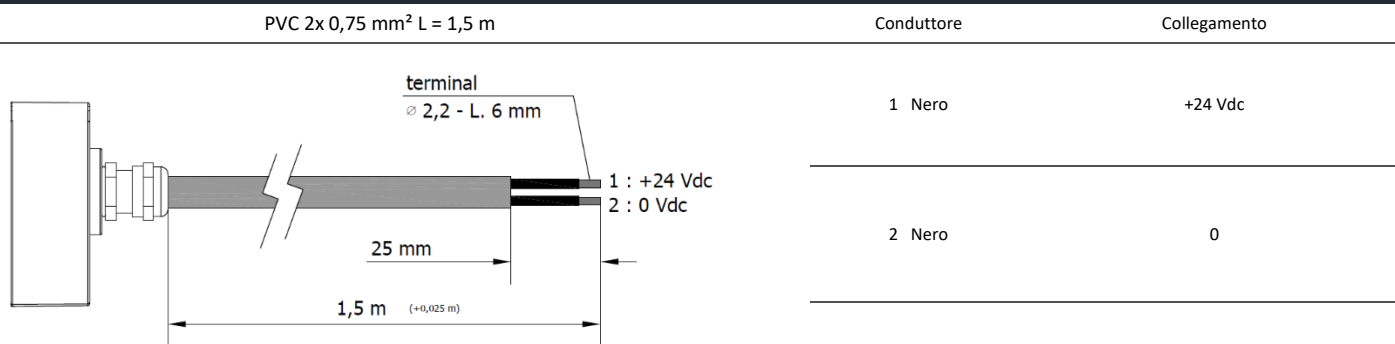 PVC 2x 0,75 mm² L = 1,5 m
Conduttore
Collegamento
terminal
⌀ 2,2 - L. 6 mm
1 : +24 Vdc
2 : 0 Vdc
25 mm
1,5 m (+0,025 m)
1 Nero
+24 Vdc
2 Nero
0